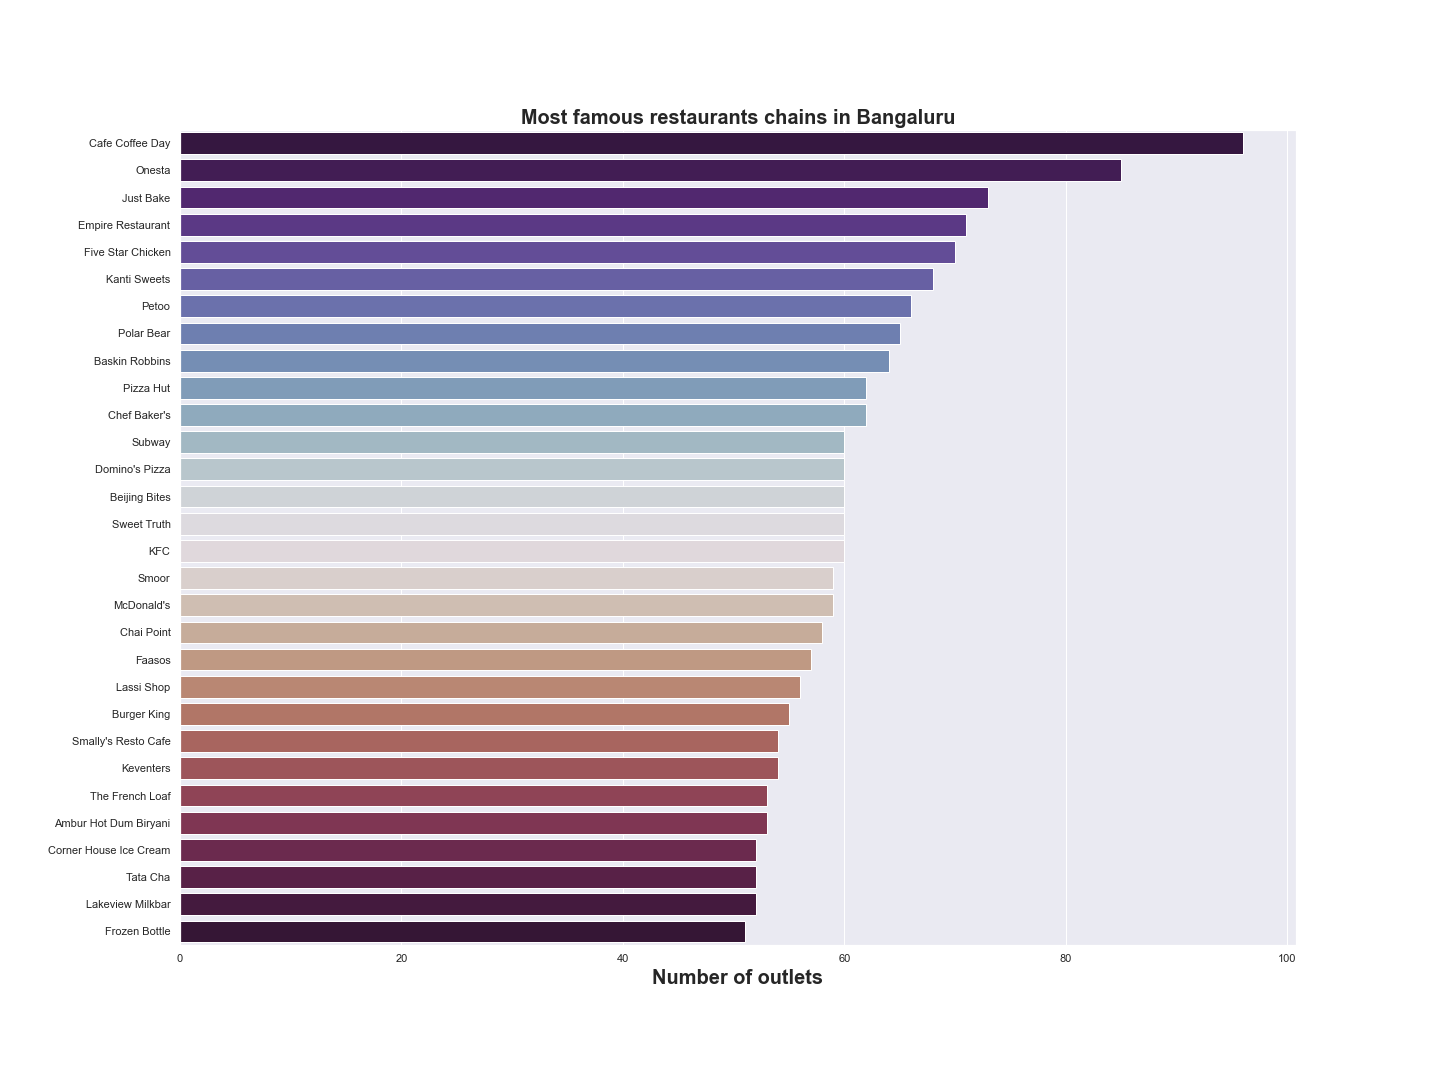 Most famous restaurants chains in Bangaluru
Cafe Coffee Day
Onesta
Just Bake
Empire Restaurant
Five Star Chicken
Kanti Sweets
Petoo
Polar Bear
Baskin Robbins
Pizza Hut
Chef Baker's
Subway
Domino's Pizza
Beijing Bites
Sweet Truth
KFC
Smoor
McDonald's
Chai Point
Faasos
Lassi Shop
Burger King
Smally's Resto Cafe
Keventers
The French Loaf
Ambur Hot Dum Biryani
Corner House Ice Cream
Tata Cha
Lakeview Milkbar
Frozen Bottle
0 20 40 60 80 100
Number of outlets